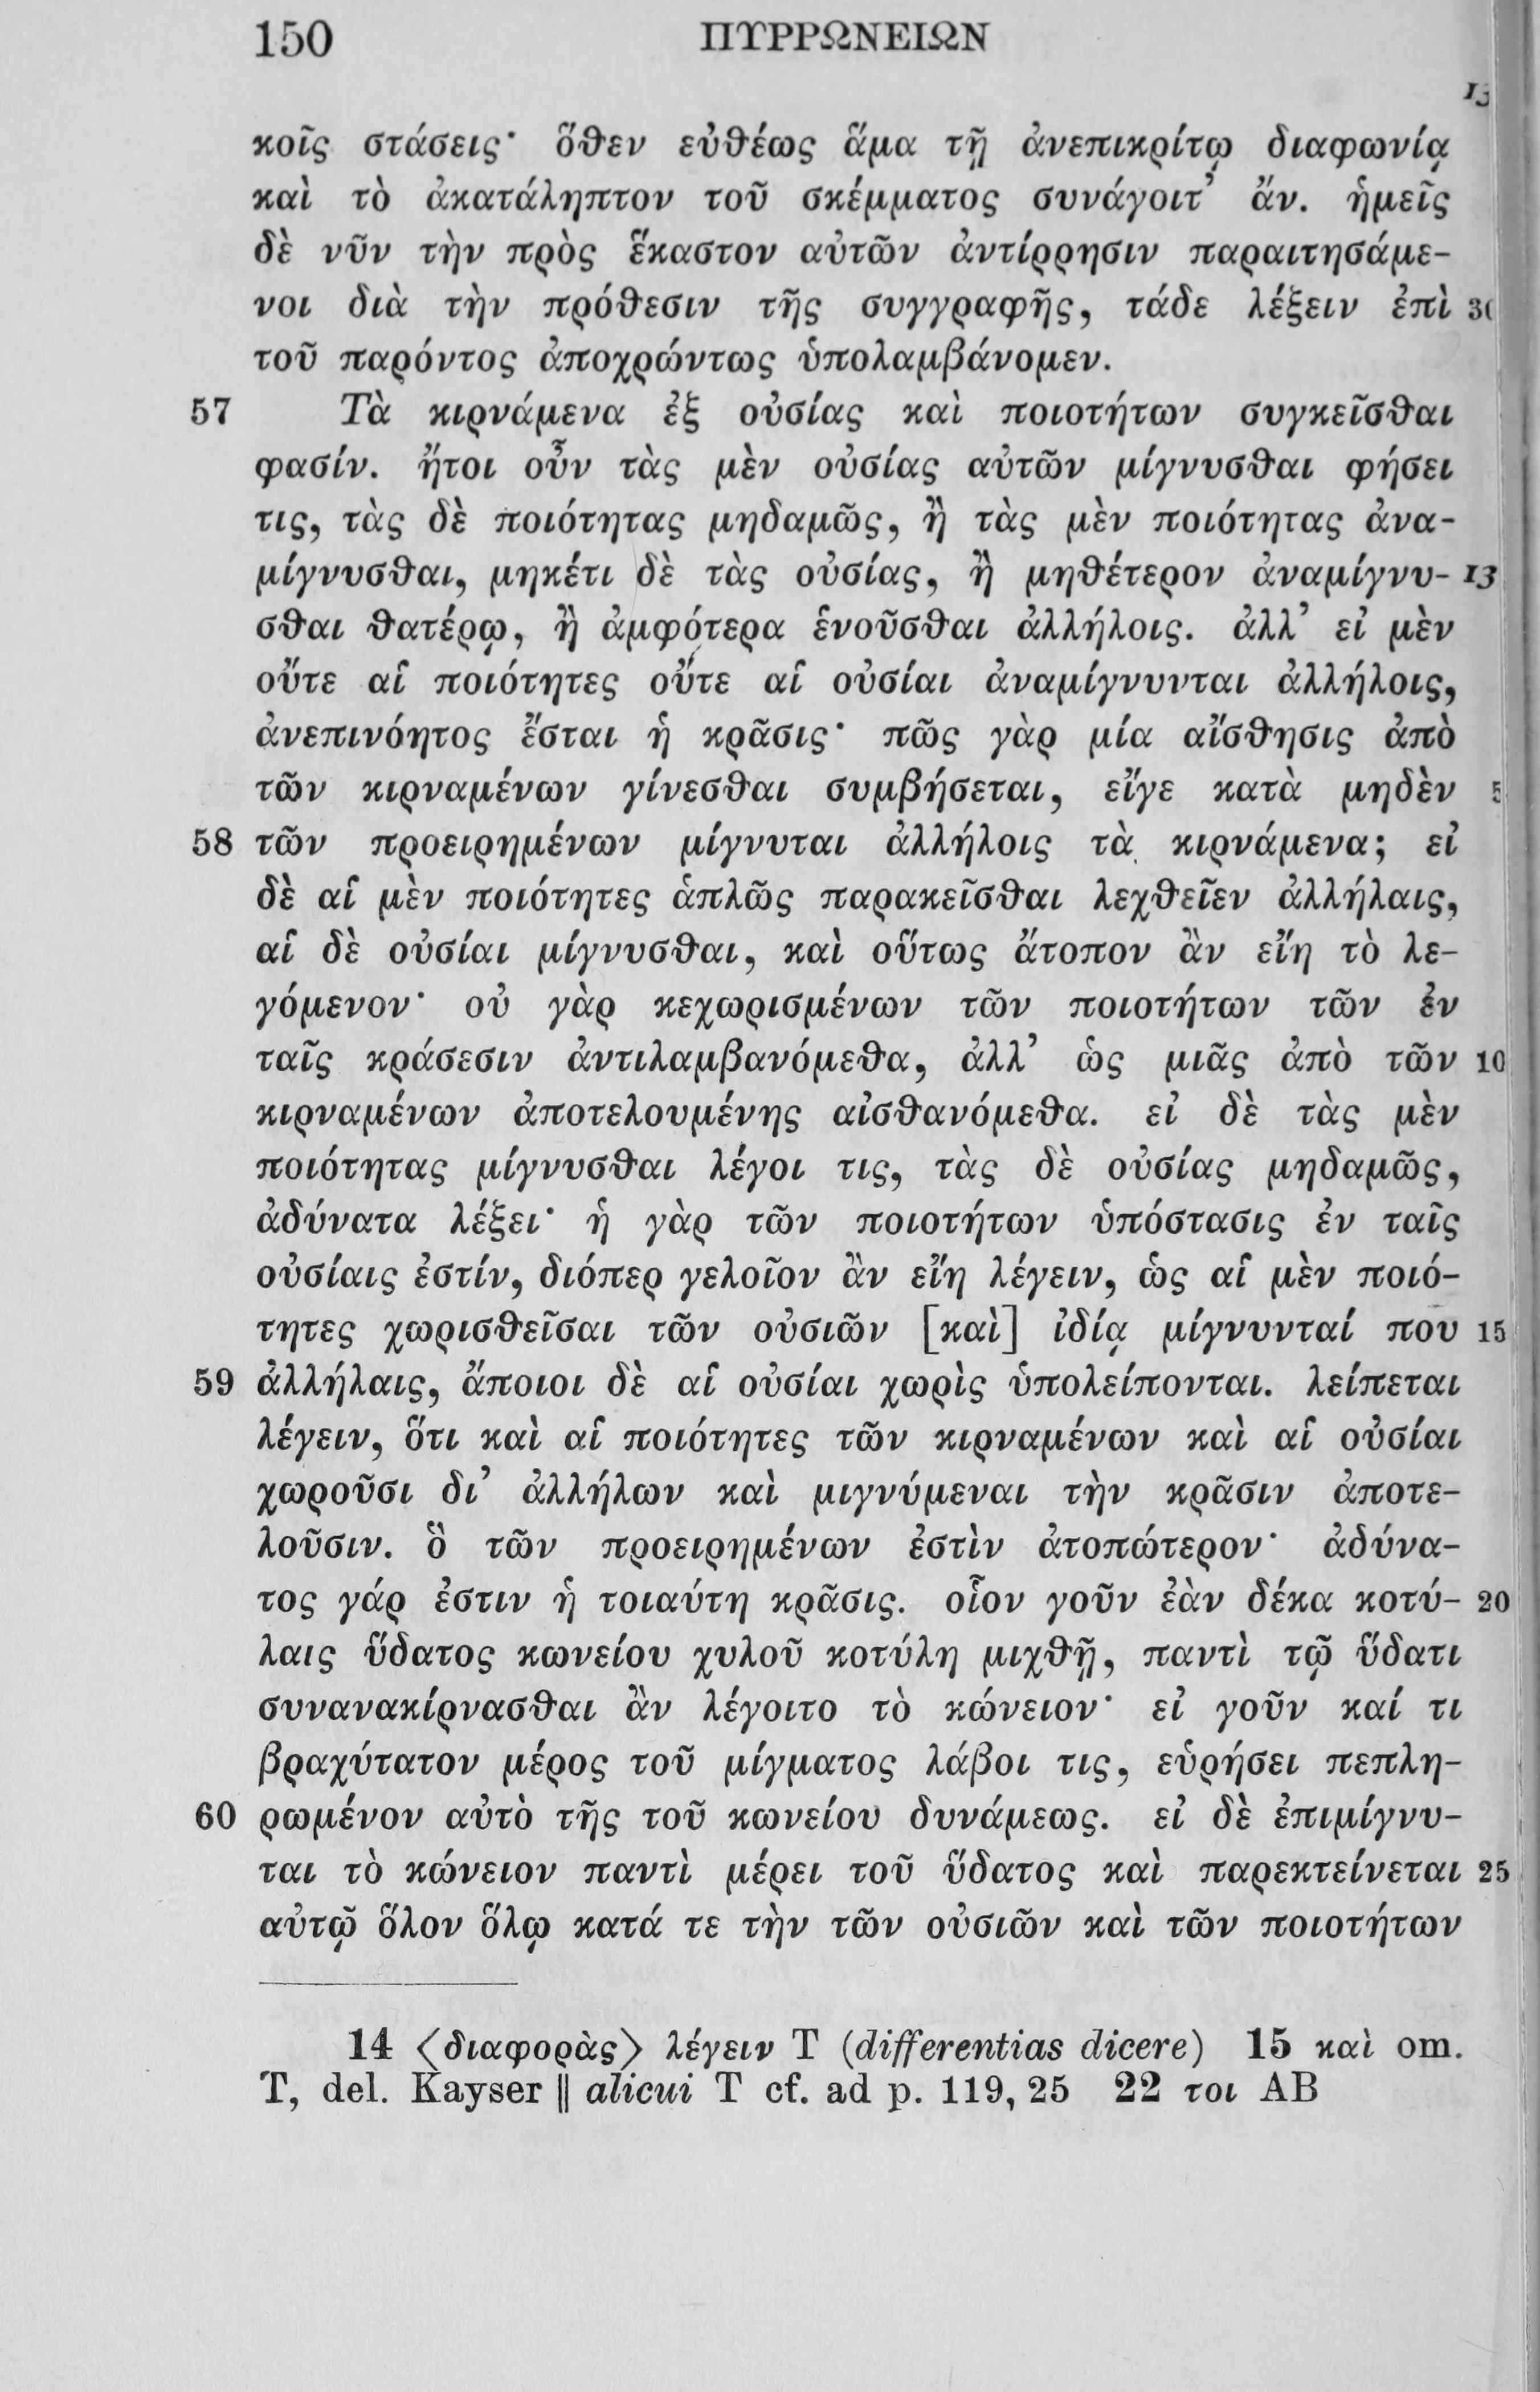 150 ΠΥΡΡΩΝΕΙΩΝ
κοῖς στάσεις· ὅθεν εὐθέως ἅμα τῇ ἀνεπικρίτῳ διαφωνίᾳ
καὶ τὸ ἀκατάληπτον τοῦ σκέμματος συνάγοιτ’ ἄν. ἡμεῖς
δὲ νῦν τὴν πρὸς ἕκαστον αὐτῶν ἀντίρρησιν παραιτησάμε-
νοι διὰ τὴν πρόθεσιν τῆς συγγραφῆς, τάδε λέξειν ἐπὶ
τοῦ παρόντος ἀποχρώντως ὑπολαμβάνομεν.
57 Τὰ κιρνάμενα ἐξ οὐσίας καὶ ποιοτήτων συγκεῖσθαι
φασίν. ἤτοι οὖν τὰς μὲν οὐσίας αὐτῶν μίγνυσθαι φήσει
τις, τὰς δὲ ποιότητας μηδαμῶς, ἢ τὰς μὲν ποιότητας ἀνα-
μίγνυσθαι, μηκέτι δὲ τὰς οὐσίας, ἢ μηθέτερον ἀναμίγνυ- 13
σθαι θατέρῳ, ἢ ἀμφότερα ἑνοῦσθαι ἀλλήλοις. ἀλλ’ εἰ μὲν
οὔτε αἱ ποιότητες οὔτε αἱ οὐσίαι ἀναμίγνυνται ἀλλήλοις,
ἀνεπινόητος ἔσται ἡ κρᾶσις· πῶς γὰρ μία αἴσθησις ἀπὸ
τῶν κιρναμένων γίνεσθαι συμβήσεται, εἴγε κατὰ μηδὲν 5
58 τῶν προειρημένων μίγνυται ἀλλήλοις τὰ κιρνάμενα; εἰ
δὲ αἱ μὲν ποιότητες ἁπλῶς παρακεῖσθαι λεχθεῖεν ἀλλήλαις,
αἱ δὲ οὐσίαι μίγνυσθαι, καὶ οὕτως ἄτοπον ἂν εἴη τὸ λε-
γόμενον· οὐ γὰρ κεχωρισμένων τῶν ποιοτήτων τῶν ἐν
ταῖς κράσεσιν ἀντιλαμβανόμεθα, ἀλλ’ ὡς μιᾶς ἀπὸ τῶν 10
κιρναμένων ἀποτελουμένης αἰσθανόμεθα. εἰ δὲ τὰς μὲν
ποιότητας μίγνυσθαι λέγοι τις, τὰς δὲ οὐσίας μηδαμῶς,
ἀδύνατα λέξει· ἡ γὰρ τῶν ποιοτήτων ὑπόστασις ἐν ταῖς
οὐσίαις ἐστίν, διόπερ γελοῖον ἂν εἴη λέγειν, ὡς αἱ μὲν ποιό-
τητες χωρισθεῖσαι τῶν οὐσιῶν [καὶ] ἰδίᾳ μίγνυνταί που 15
59 ἀλλήλαις, ἄποιοι δὲ αἱ οὐσίαι χωρὶς ὑπολείπονται. λείπεται
λέγειν, ὅτι καὶ αἱ ποιότητες τῶν κιρναμένων καὶ αἱ οὐσίαι
χωροῦσι δι’ ἀλλήλων καὶ μιγνύμεναι τὴν κρᾶσιν ἀποτε-
λοῦσιν. ὃ τῶν προειρημένων ἐστὶν ἀτοπώτερον· ἀδύνα-
τος γάρ ἐστιν ἡ τοιαύτη κρᾶσις. οἷον γοῦν ἐὰν δέκα κοτύ- 20
λαις ὕδατος κωνείου χυλοῦ κοτύλη μιχθῇ, παντὶ τῷ ὕδατι
συνανακίρνασθαι ἂν λέγοιτο τὸ κώνειον· εἰ γοῦν καί τι
βραχύτατον μέρος τοῦ μίγματος λάβοι τις, εὑρήσει πεπλη-
60 ρωμένον αὐτὸ τῆς τοῦ κωνείου δυνάμεως. εἰ δὲ ἐπιμίγνυ-
ται τὸ κώνειον παντὶ μέρει τοῦ ὕδατος καὶ παρεκτείνεται 25
αὐτῷ ὅλον ὅλῳ κατά τε τὴν τῶν οὐσιῶν καὶ τῶν ποιοτήτων
14 ⟨διαφορὰς⟩ λέγειν T (differentias dicere) 15 καὶ om.
T, del. Kayser || alicui T cf. ad p. 119, 25 22 τοι AB